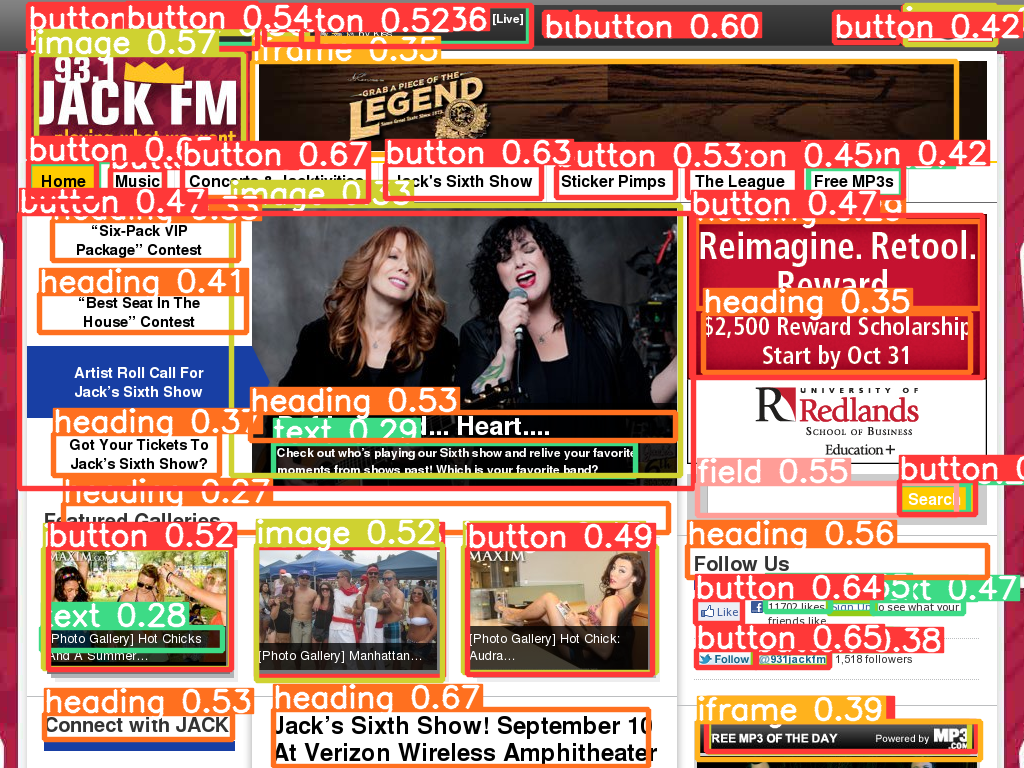 button 0.54
button 0.5236
[Live]
button 0.60
button 0.42
image 0.57
iframe 0.35
93.1
JACK FM
playing what we want
GRAB A PIECE OF THE
LEGEND
button 0.67
button 0.63
button 0.53
0.45
0.42
Home
Music
Concerts & Jacktivities
Jack's Sixth Show
Sticker Pimps
The League
Free MP3s
button 0.47
image 0.33
button 0.47
"Six-Pack VIP
Package" Contest
heading 0.41
"Best Seat In The
House" Contest
Artist Roll Call For
Jack's Sixth Show
heading 0.37
Got Your Tickets To
Jack's Sixth Show?
heading 0.53
text 0.29
... Heart....
Check out who's playing our Sixth show and relive your favorite
moments from shows past! Which is your favorite band?
Reimagine. Retool.
Reward
heading 0.35
$2,500 Reward Scholarship
Start by Oct 31
UNIVERSITY OF
Redlands
SCHOOL OF BUSINESS
Education+
field 0.55
button 0
Search
heading 0.27
Featured Galleries
button 0.52
image 0.52
button 0.49
MAXIM
MAXIM
text 0.28
[Photo Gallery] Hot Chicks
And A Summer...
[Photo Gallery] Manhattan...
[Photo Gallery] Hot Chick:
Audra...
heading 0.56
Follow Us
button 0.64
text 0.47
Like
11702 likes. Sign Up to see what your
friends like.
button 0.65
0.38
Follow @931jackfm
1,518 followers
heading 0.53
Connect with JACK
heading 0.67
Jack's Sixth Show! September 10
At Verizon Wireless Amphitheater
iframe 0.39
FREE MP3 OF THE DAY
Powered by MP3
.COM